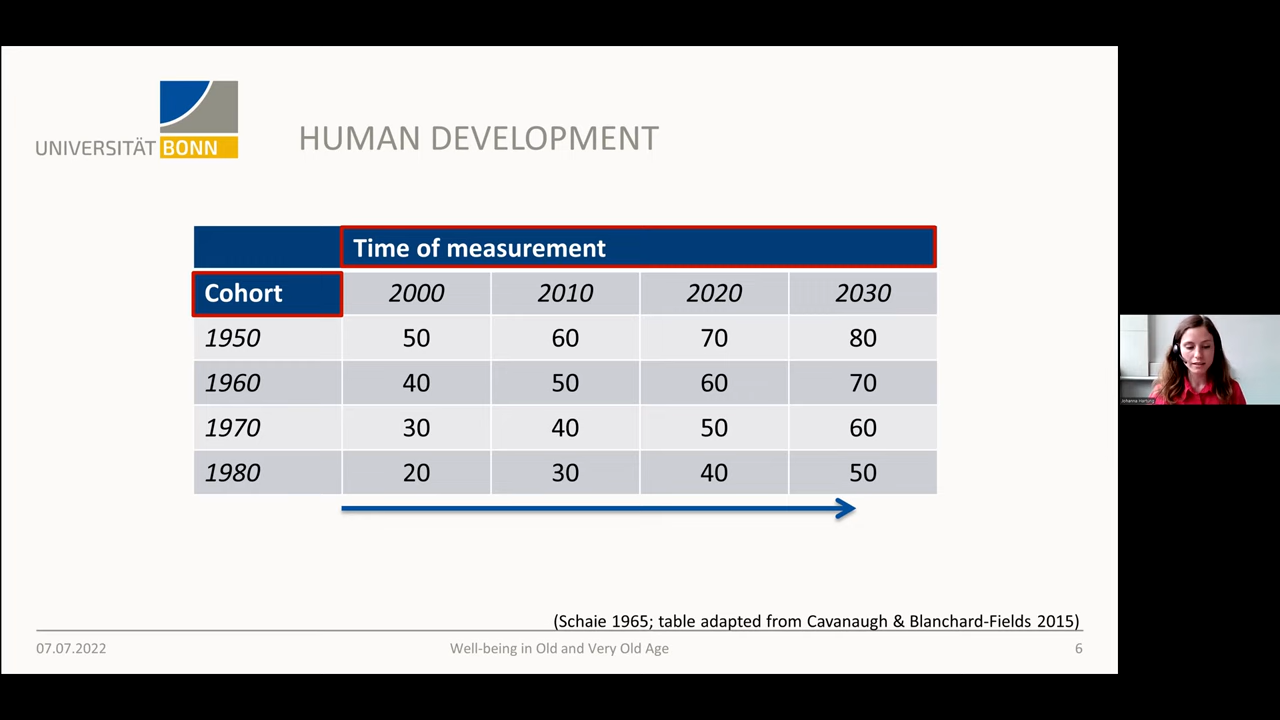 UNIVERSITÄT BONN
HUMAN DEVELOPMENT
Time of measurement
Cohort 2000 2010 2020 2030
1950 50 60 70 80
1960 40 50 60 70
1970 30 40 50 60
1980 20 30 40 50
(Schaie 1965; table adapted from Cavanaugh & Blanchard-Fields 2015)
07.07.2022 Well-being in Old and Very Old Age 6
Johanna Hartung